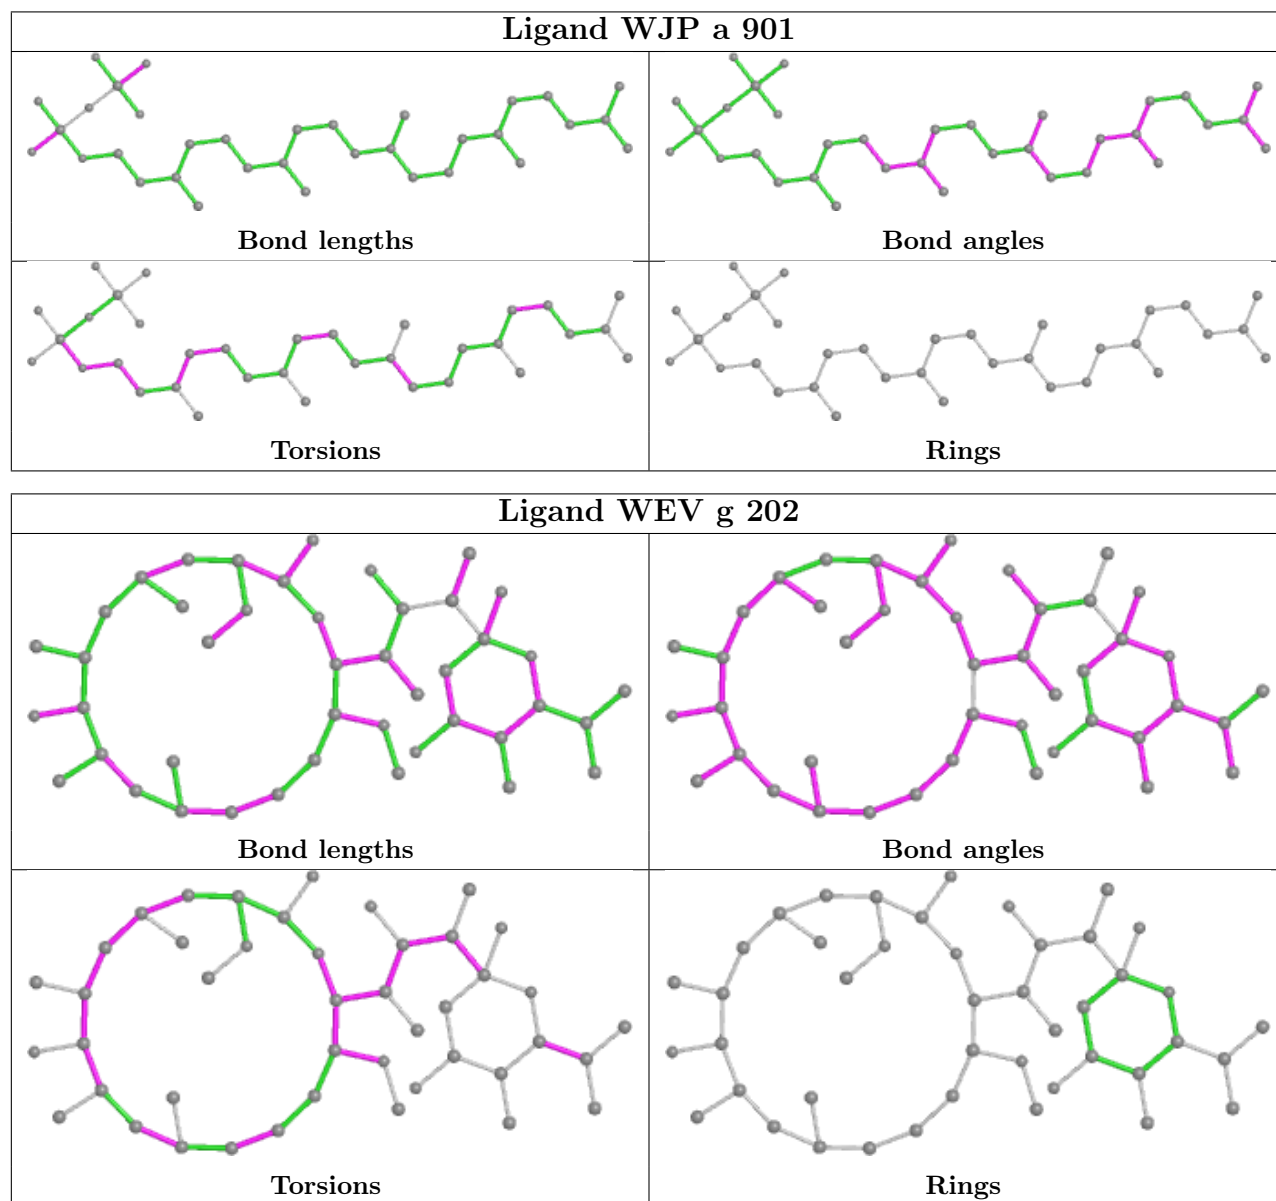 Ligand WJP a 901
Bond lengths
Bond angles
Torsions
Rings
Ligand WEV g 202
Bond lengths
Bond angles
Torsions
Rings